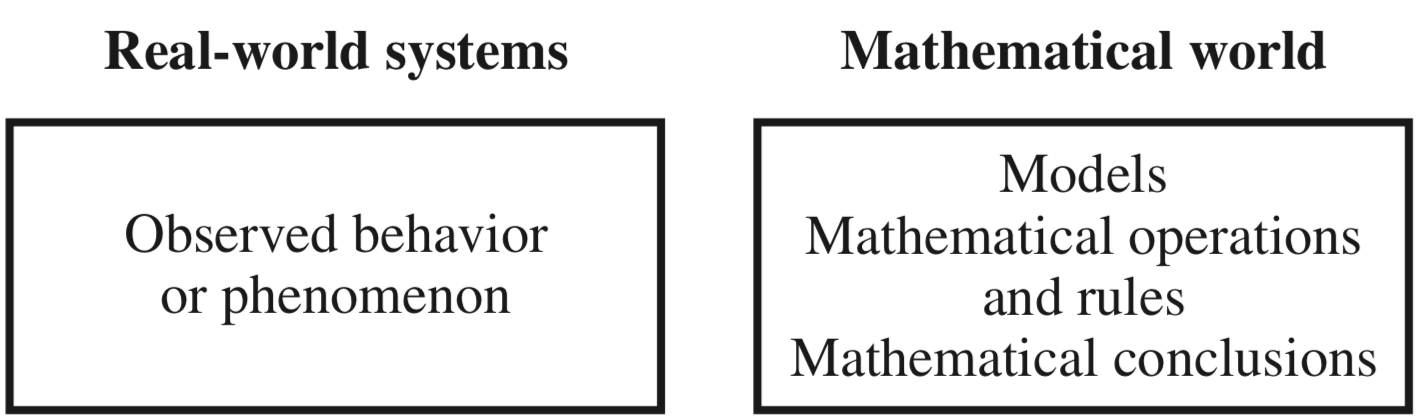 Real-world systems
Mathematical world
Observed behavior
or phenomenon
Models
Mathematical operations
and rules
Mathematical conclusions